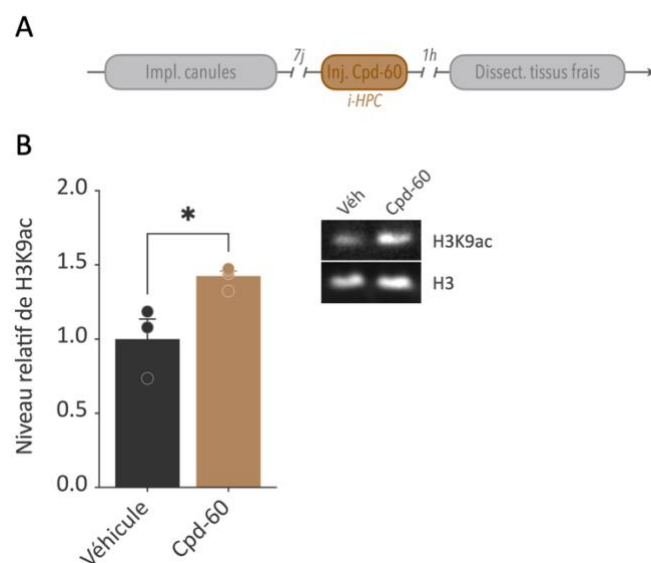 A
Impl. canules
7j
Inj. Cpd-60
1h
Dissect. tissus frais
i-HPC
B
Niveau relatif de H3K9ac
2.0
1.5
1.0
0.5
0.0
*
Véhicule
Cpd-60
Véh
Cpd-60
H3K9ac
H3